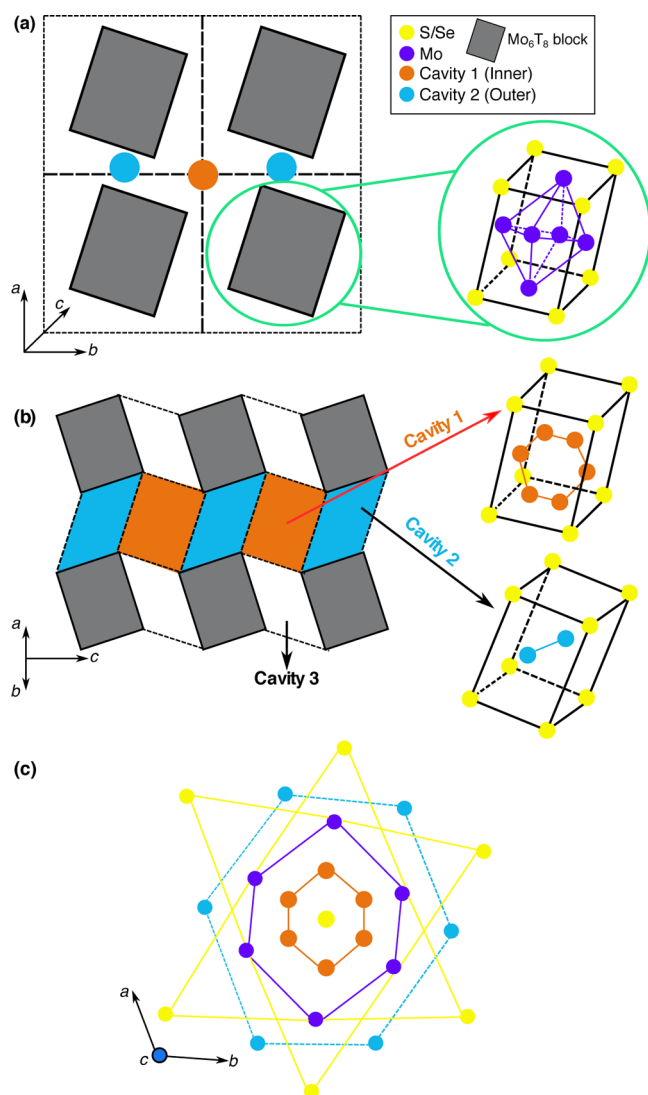 (a)
S/Se
Mo
Mo₆T₈ block
Cavity 1 (Inner)
Cavity 2 (Outer)
a
c
b
(b)
Cavity 1
Cavity 2
a
c
b
Cavity 3
(c)
a
c
b